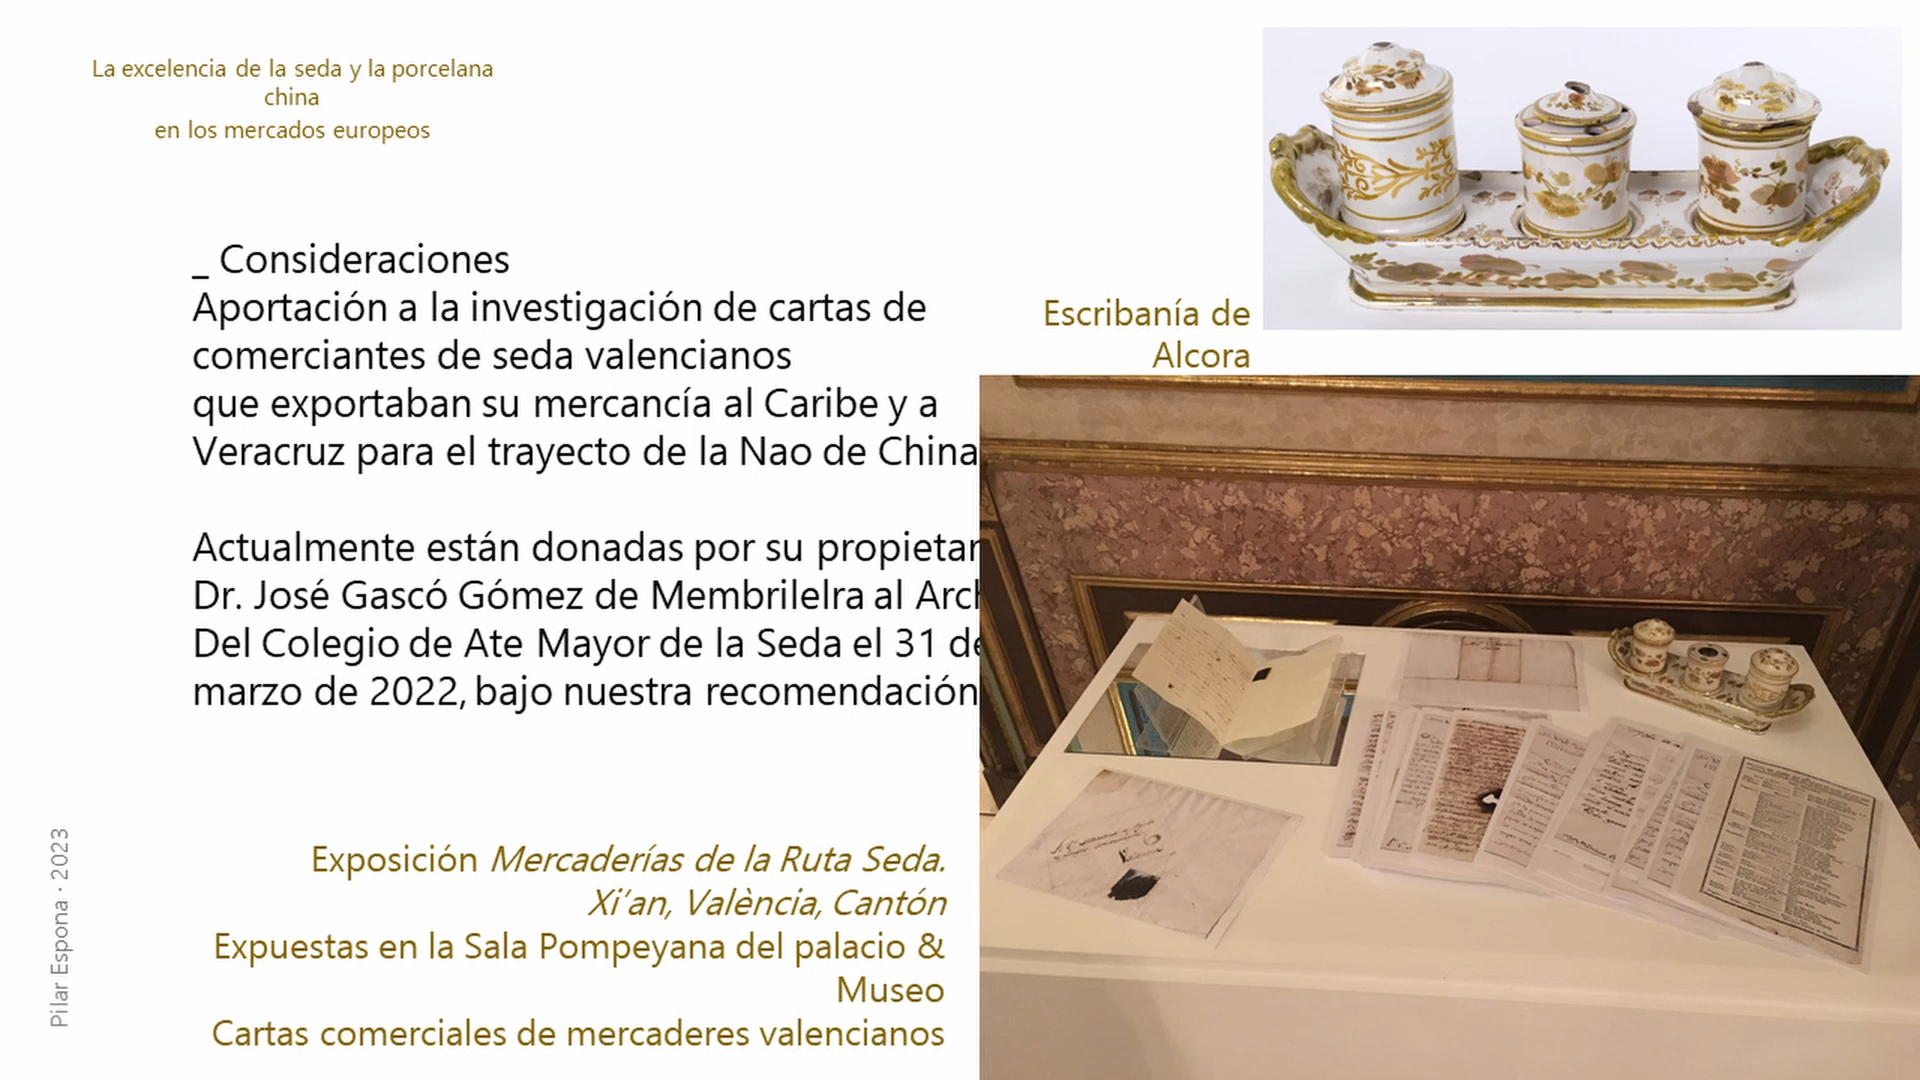 La excelencia de la seda y la porcelana
china
en los mercados europeos
_ Consideraciones
Aportación a la investigación de cartas de
comerciantes de seda valencianos
que exportaban su mercancía al Caribe y a
Veracruz para el trayecto de la Nao de China
Actualmente están donadas por su
Dr. José Gascó Gómez de Membrilelra al
Del Colegio de Ate Mayor de la Seda el 31 de
marzo de 2022, bajo nuestra recomendación
Escribanía de
Alcora
Exposición Mercaderías de la Ruta Seda.
Xi'an, València, Cantón
Expuestas en la Sala Pompeyana del palacio &
Museo
Cartas comerciales de mercaderes valencianos
Pilar Espona · 2023